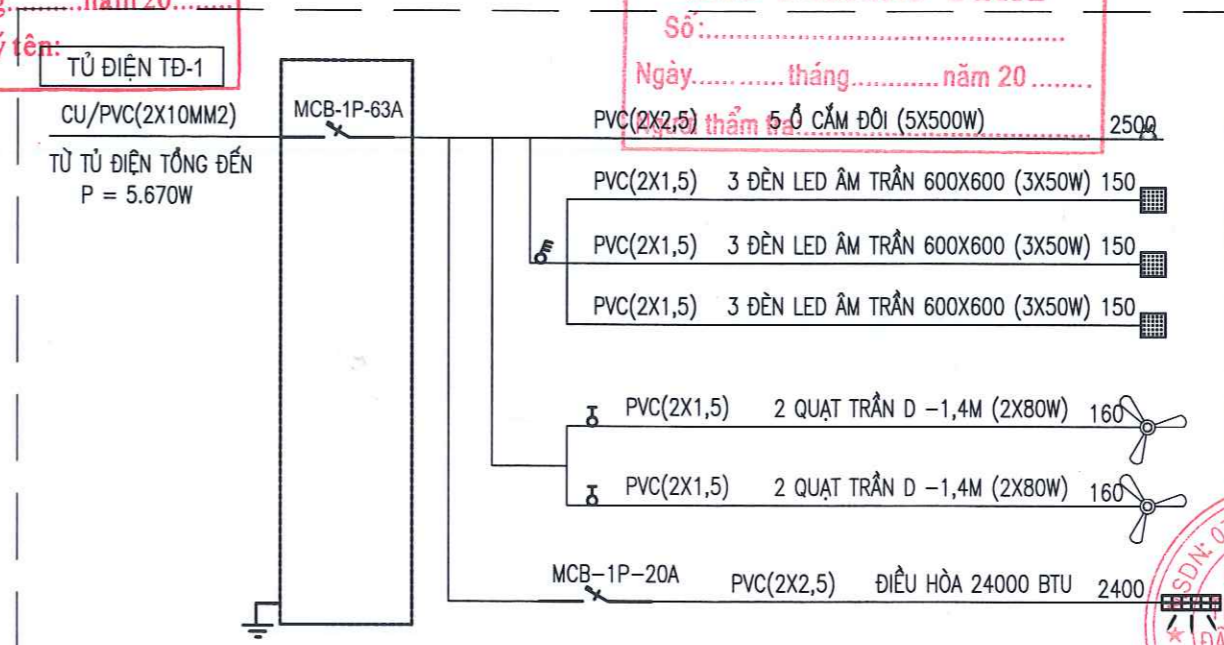 năm 20.........
ý tên:
TỦ ĐIỆN TĐ-1
CU/PVC(2X10MM2)
TỪ TỦ ĐIỆN TỔNG ĐẾN
P = 5.670W
MCB-1P-63A
Số:
Ngày............ tháng............ năm 20 ........
Người thẩm tra
PVC(2X2,5) 5 Ổ CẮM ĐÔI (5X500W) 2500
PVC(2X1,5) 3 ĐÈN LED ÂM TRẦN 600X600 (3X50W) 150
PVC(2X1,5) 3 ĐÈN LED ÂM TRẦN 600X600 (3X50W) 150
PVC(2X1,5) 3 ĐÈN LED ÂM TRẦN 600X600 (3X50W) 150
PVC(2X1,5) 2 QUẠT TRẦN D -1,4M (2X80W) 160
PVC(2X1,5) 2 QUẠT TRẦN D -1,4M (2X80W) 160
MCB-1P-20A PVC(2X2,5) ĐIỀU HÒA 24000 BTU 2400
SDN: 0